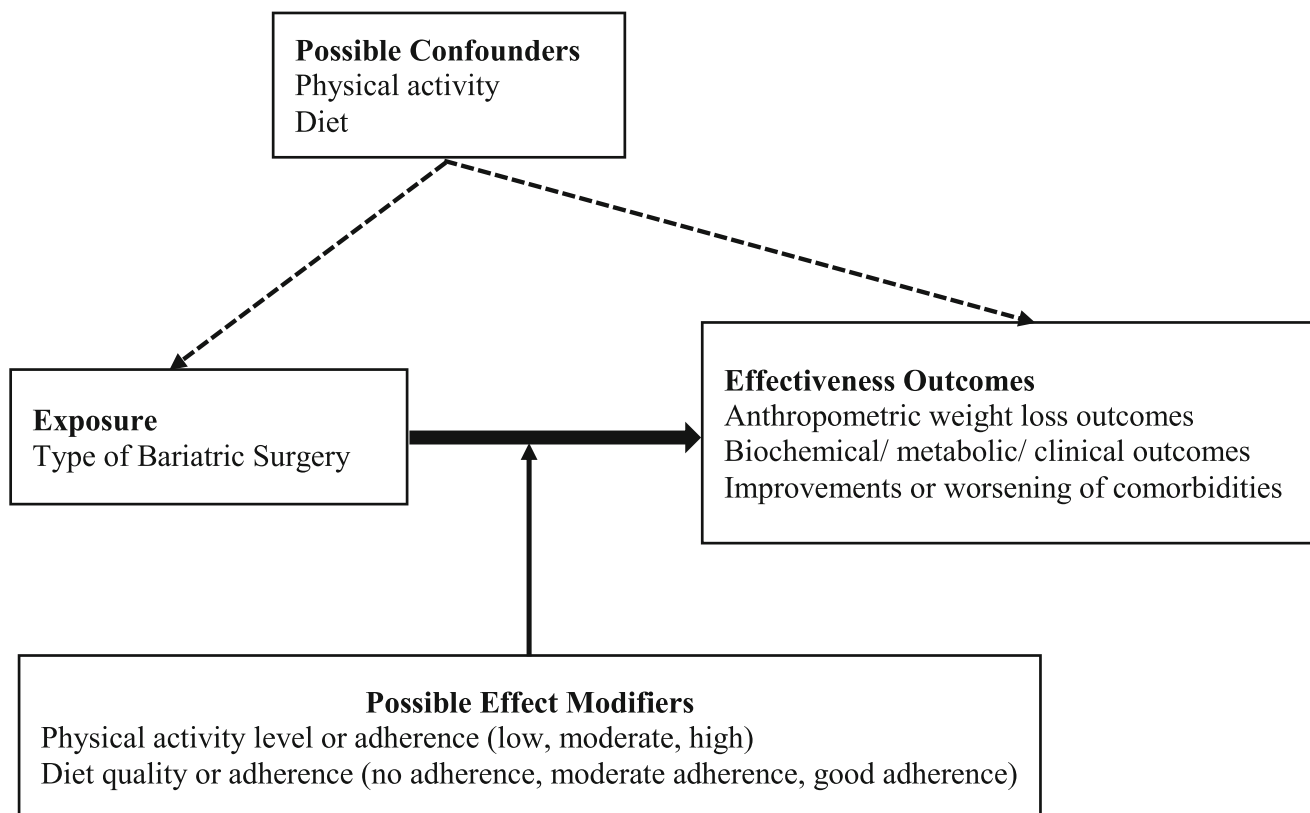 Possible Confounders
Physical activity
Diet
Exposure
Type of Bariatric Surgery
Effectiveness Outcomes
Anthropometric weight loss outcomes
Biochemical/ metabolic/ clinical outcomes
Improvements or worsening of comorbidities
Possible Effect Modifiers
Physical activity level or adherence (low, moderate, high)
Diet quality or adherence (no adherence, moderate adherence, good adherence)